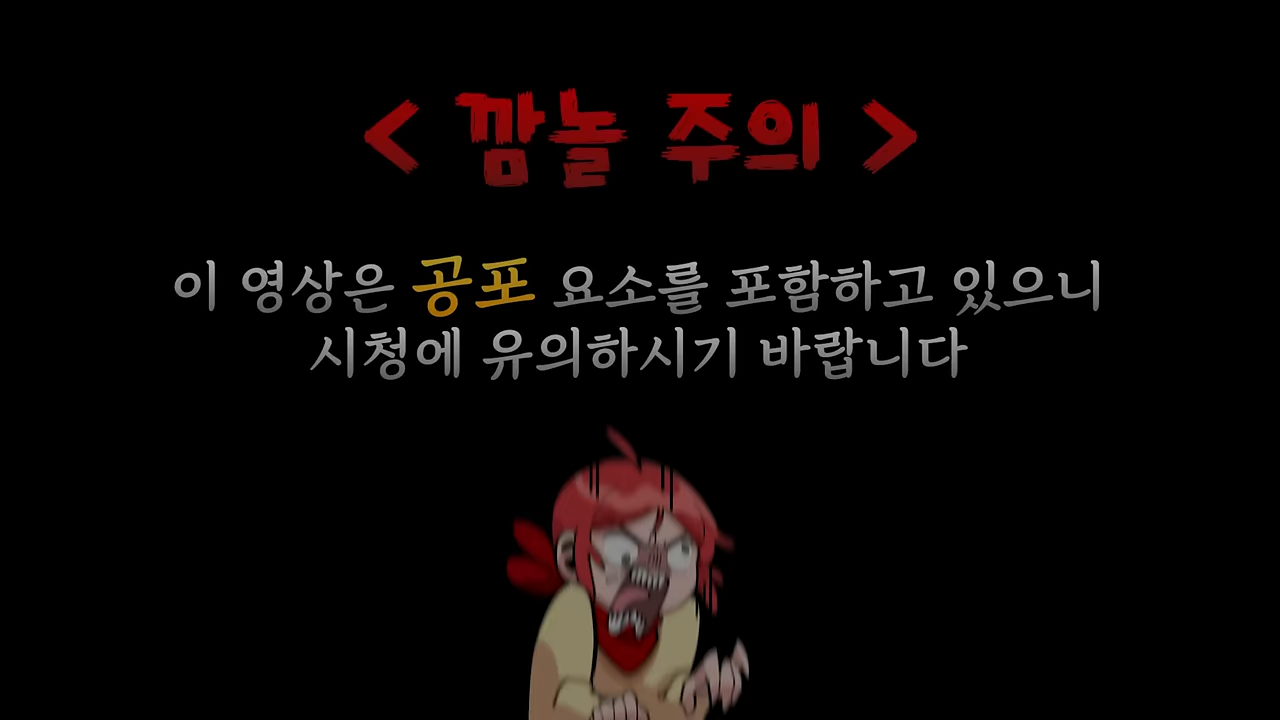 < 깜놀 주의 >
이 영상은 공포 요소를 포함하고 있으니
시청에 유의하시기 바랍니다